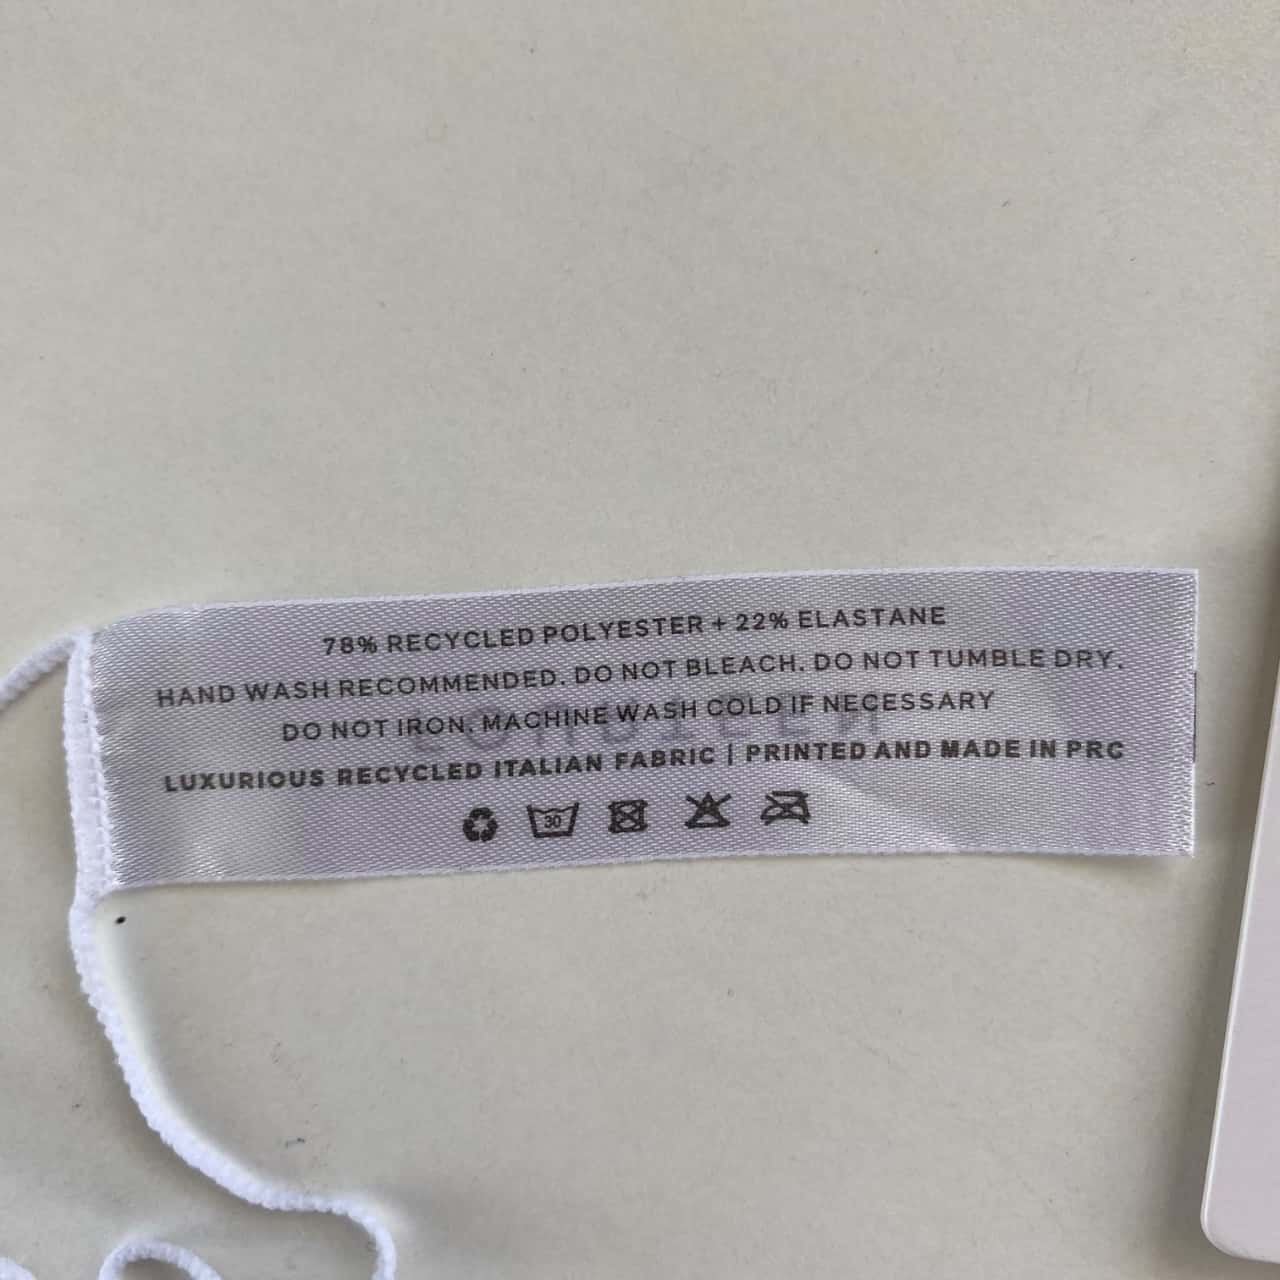 78% RECYCLED POLYESTER + 22% ELASTANE
HAND WASH RECOMMENDED. DO NOT BLEACH. DO NOT TUMBLE DRY.
DO NOT IRON. MACHINE WASH COLD IF NECESSARY
LUXURIOUS RECYCLED ITALIAN FABRIC | PRINTED AND MADE IN PRC
30